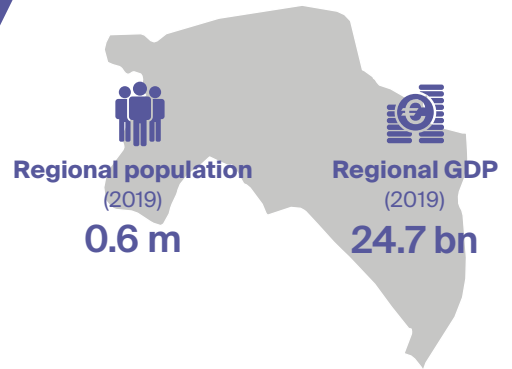 €
Regional population
(2019)
0.6 m
Regional GDP
(2019)
24.7 bn